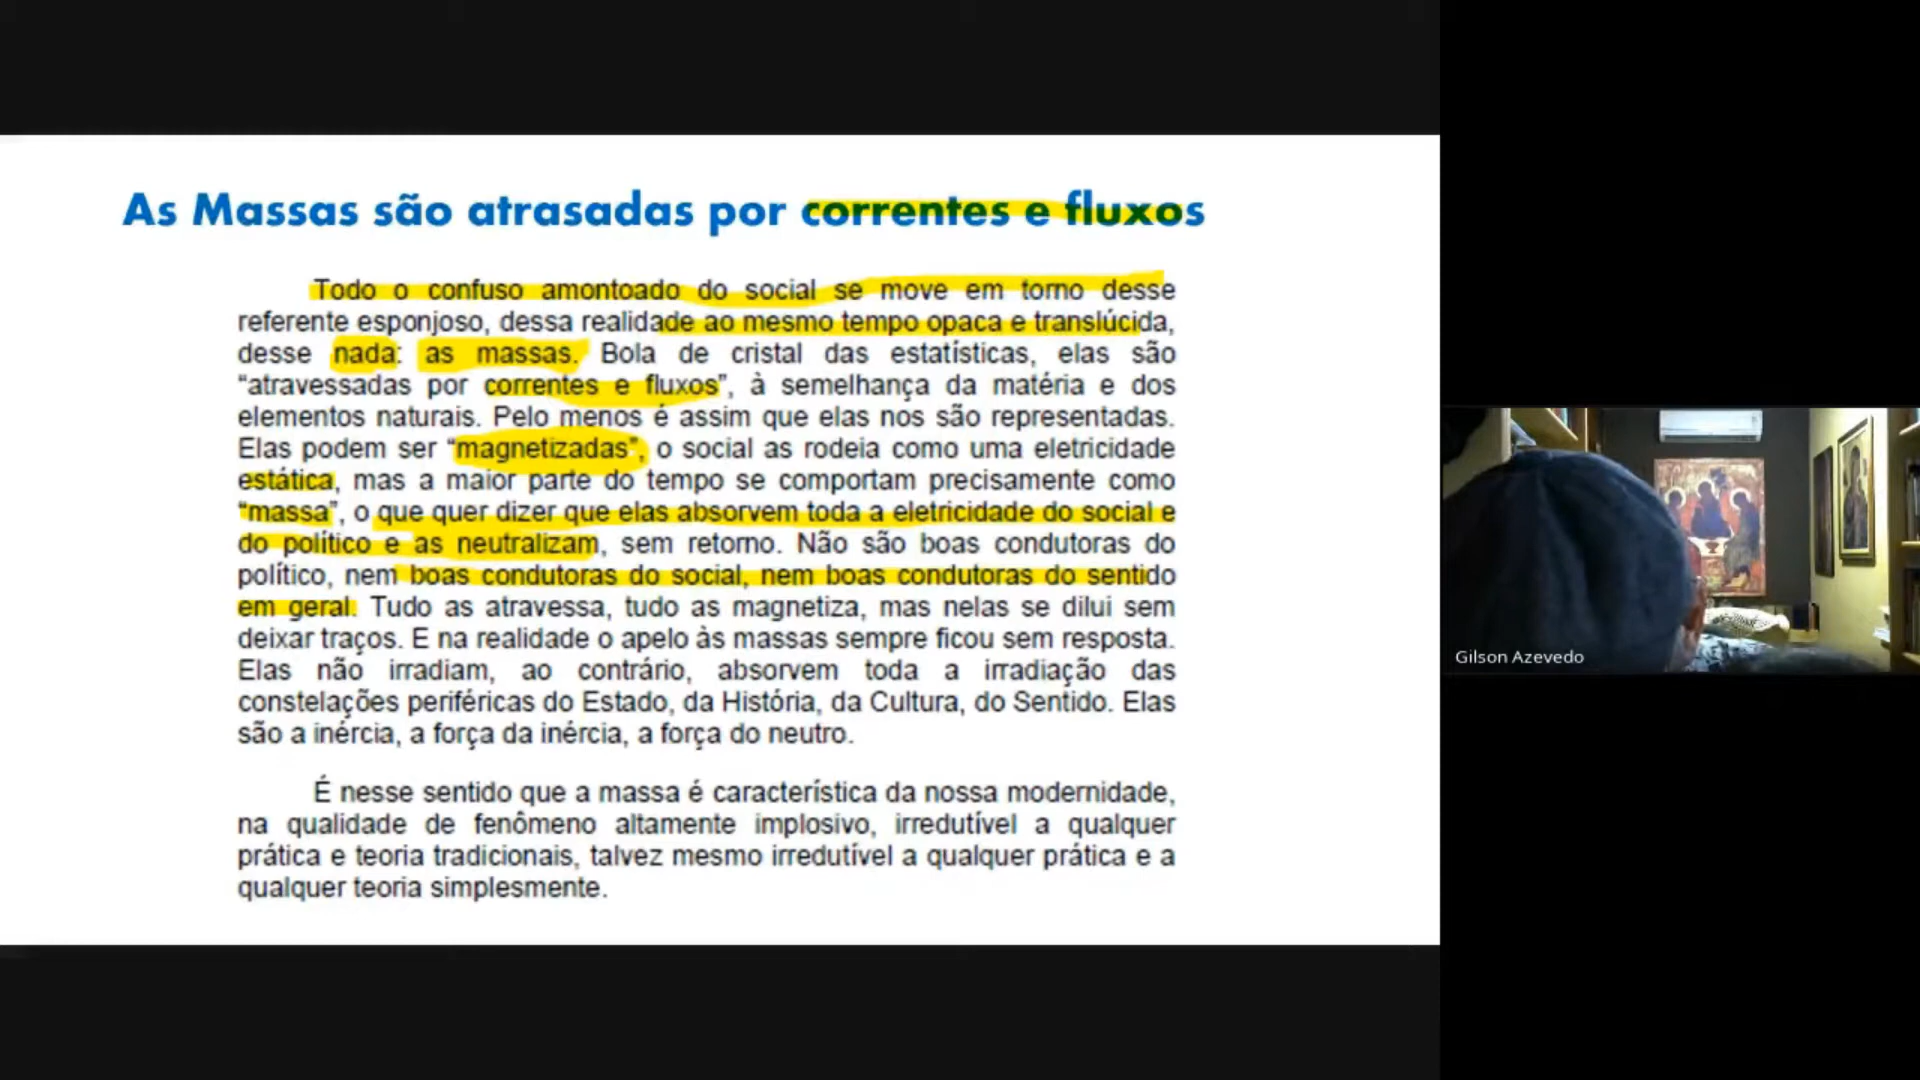 As Massas são atrasadas por correntes e fluxos
Todo o confuso amontoado do social se move em torno desse
referente esponjoso, dessa realidade ao mesmo tempo opaca e translúcida,
desse nada: as massas. Bola de cristal das estatísticas, elas são
“atravessadas por correntes e fluxos”, à semelhança da matéria e dos
elementos naturais. Pelo menos é assim que elas nos são representadas.
Elas podem ser “magnetizadas”, o social as rodeia como uma eletricidade
estática, mas a maior parte do tempo se comportam precisamente como
“massa”, o que quer dizer que elas absorvem toda a eletricidade do social e
do político e as neutralizam, sem retorno. Não são boas condutoras do
político, nem boas condutoras do social, nem boas condutoras do sentido
em geral. Tudo as atravessa, tudo as magnetiza, mas nelas se dilui sem
deixar traços. E na realidade o apelo às massas sempre ficou sem resposta.
Elas não irradiam, ao contrário, absorvem toda a irradiação das
constelações periféricas do Estado, da História, da Cultura, do Sentido. Elas
são a inércia, a força da inércia, a força do neutro.
É nesse sentido que a massa é característica da nossa modernidade,
na qualidade de fenômeno altamente implosivo, irredutível a qualquer
prática e teoria tradicionais, talvez mesmo irredutível a qualquer prática e a
qualquer teoria simplesmente.
Gilson Azevedo